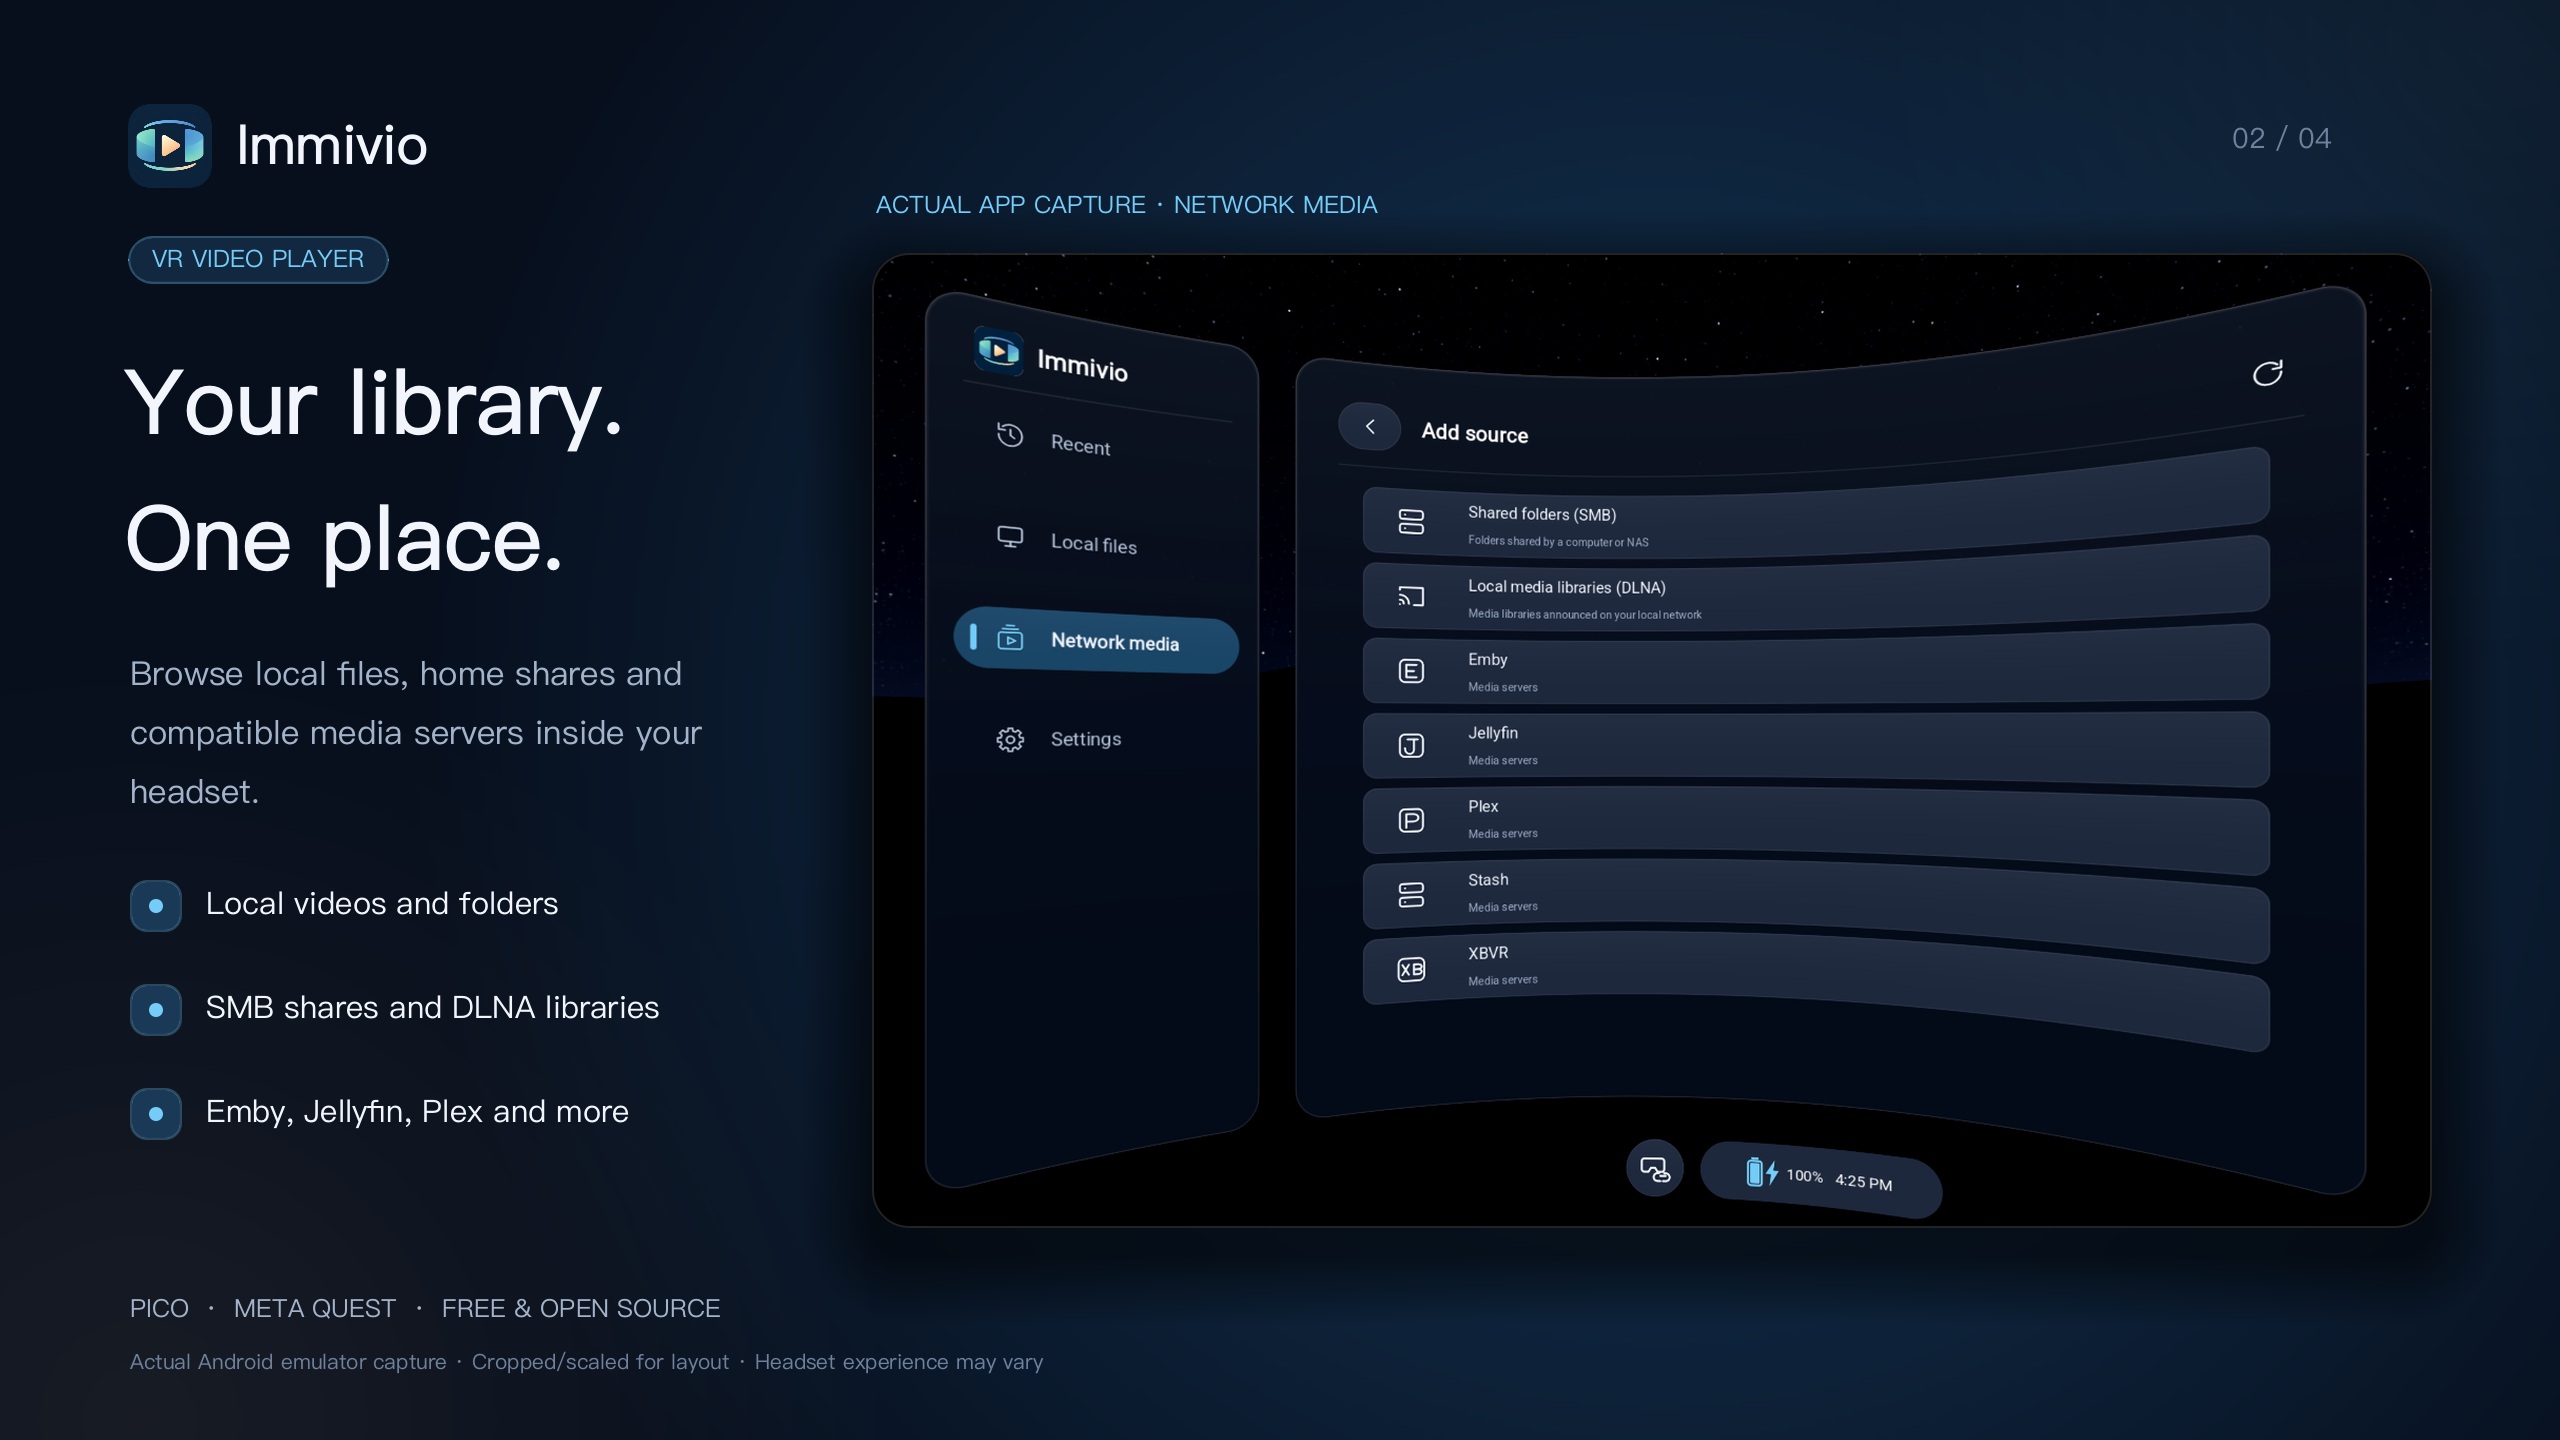 Immivio
02 / 04
VR VIDEO PLAYER
Your library.
One place.
Browse local files, home shares and
compatible media servers inside your
headset.
Local videos and folders
SMB shares and DLNA libraries
Emby, Jellyfin, Plex and more
PICO · META QUEST · FREE & OPEN SOURCE
Actual Android emulator capture · Cropped/scaled for layout · Headset experience may vary
ACTUAL APP CAPTURE · NETWORK MEDIA
Immivio
Recent
Local files
Network media
Settings
Add source
Shared folders (SMB)
Folders shared by a computer or NAS
Local media libraries (DLNA)
Media libraries announced on your local network
E
Emby
Media servers
J
Jellyfin
Media servers
P
Plex
Media servers
Stash
Media servers
XB
XBVR
Media servers
100% 4:25 PM